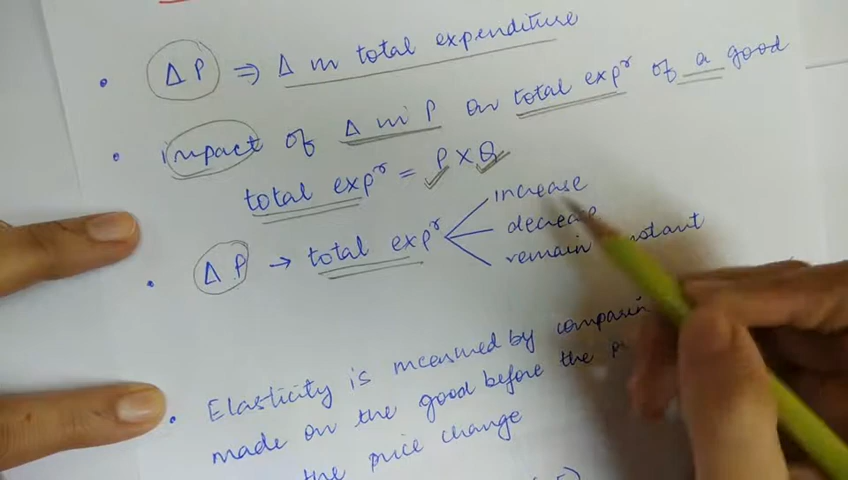 • ΔP ⇒ Δ in total expenditure
• impact of Δ in P on total expr of a good
total expr = P × Q
increase
• ΔP → total expr decrease
remain
• Elasticity is measured by
made on the good before the
the price change